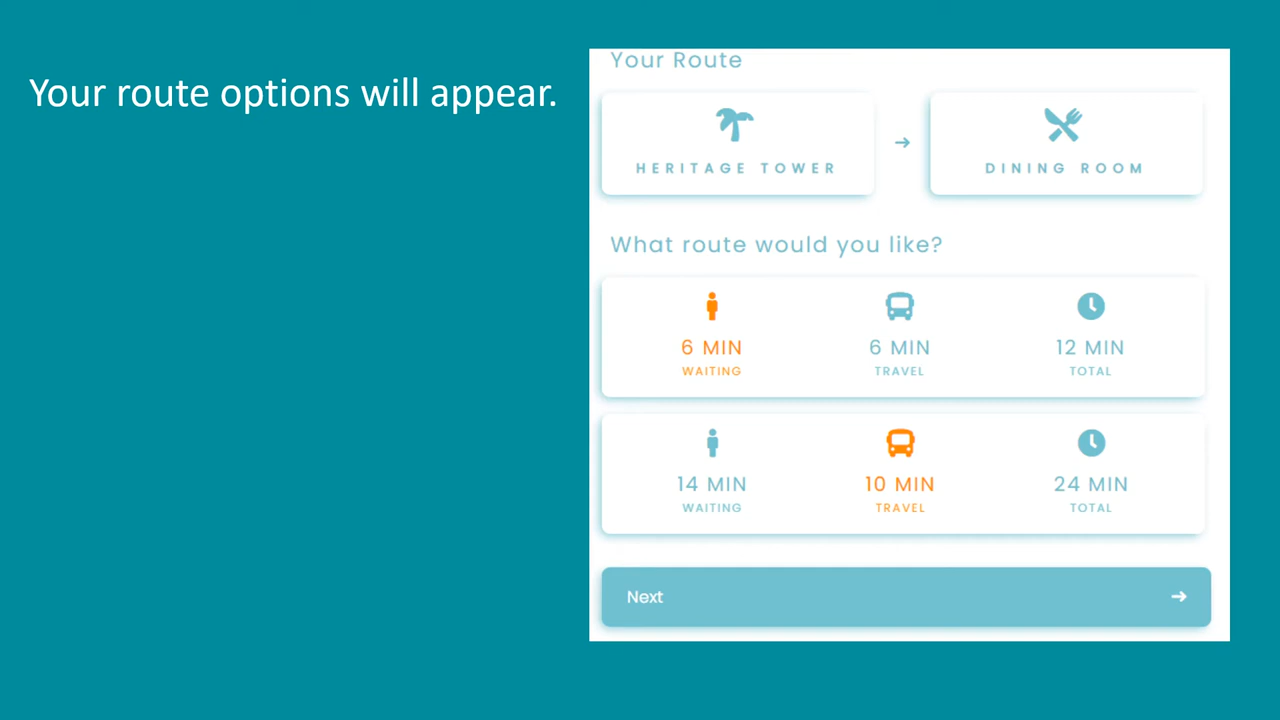 Your route options will appear.
Your Route
HERITAGE TOWER
DINING ROOM
What route would you like?
6 MIN 6 MIN 12 MIN
WAITING TRAVEL TOTAL
14 MIN 10 MIN 24 MIN
WAITING TRAVEL TOTAL
Next